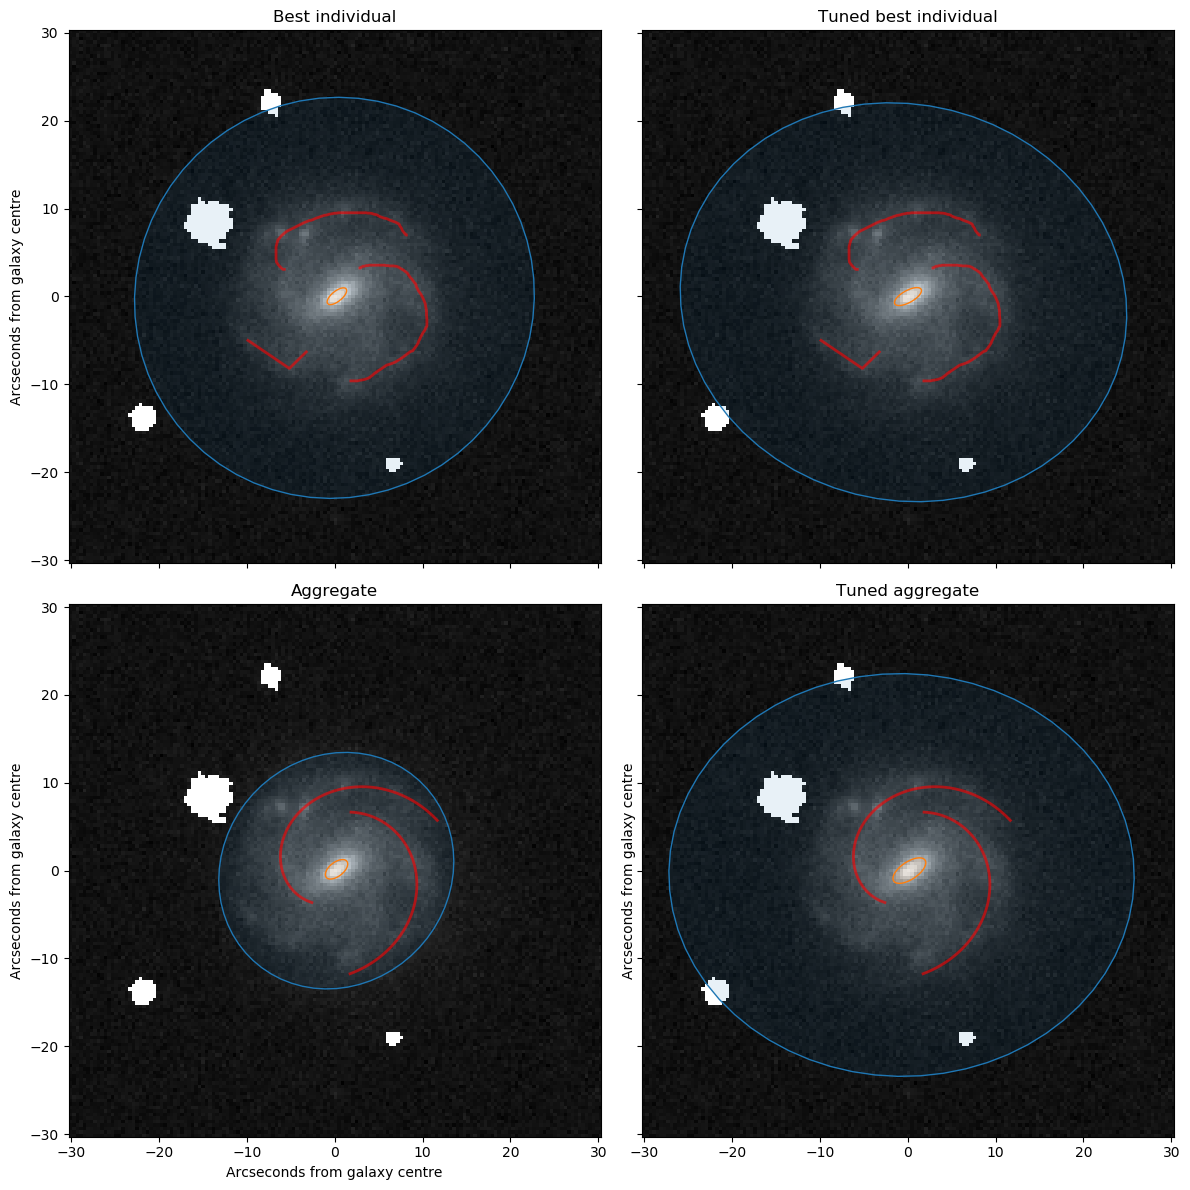 Best individual
Tuned best individual
30
20
10
0
−10
−20
−30
Arcseconds from galaxy centre
Aggregate
Tuned aggregate
30
20
10
0
−10
−20
−30
Arcseconds from galaxy centre
Arcseconds from galaxy centre
−30 −20 −10 0 10 20 30
−30 −20 −10 0 10 20 30
Arcseconds from galaxy centre